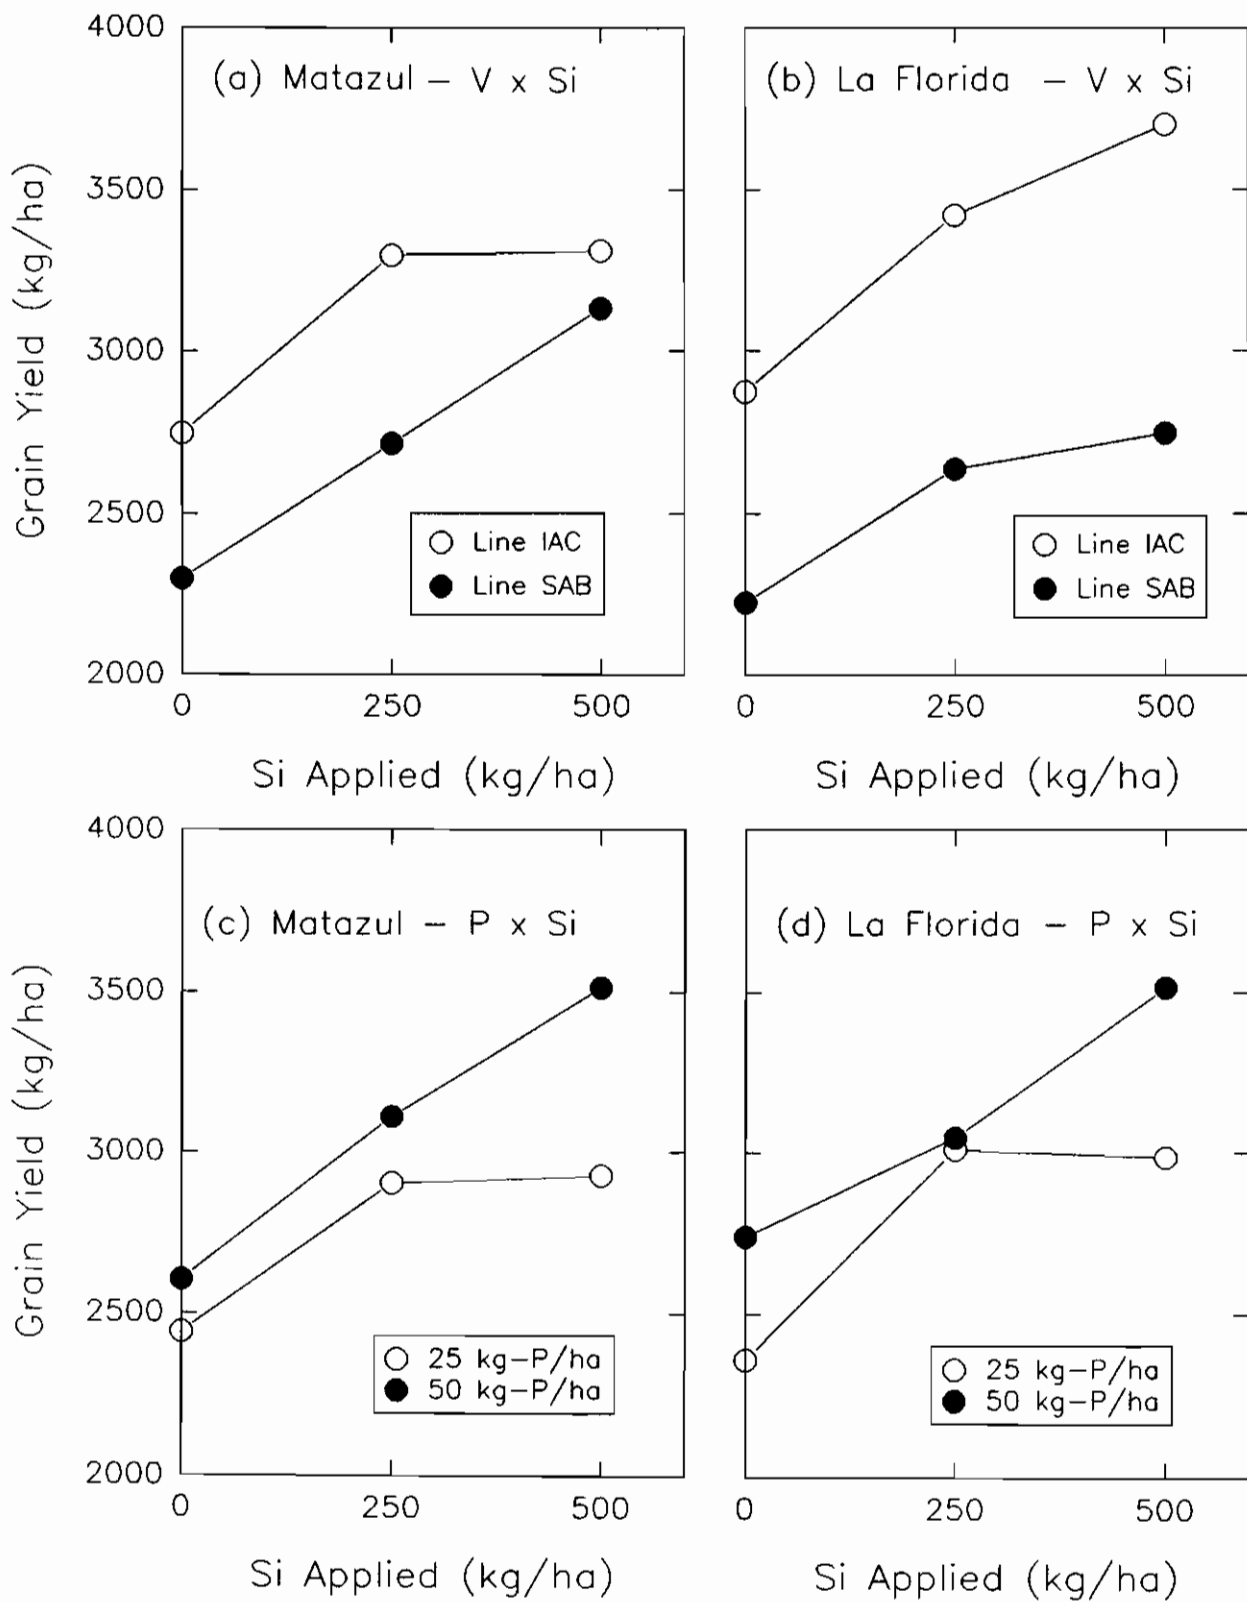 (a) Matazul – V x Si
Grain Yield (kg/ha)
4000
3500
3000
2500
2000
Line IAC
Line SAB
0 250 500
Si Applied (kg/ha)
(b) La Florida – V x Si
Line IAC
Line SAB
0 250 500
Si Applied (kg/ha)
(c) Matazul – P x Si
Grain Yield (kg/ha)
4000
3500
3000
2500
2000
25 kg–P/ha
50 kg–P/ha
0 250 500
Si Applied (kg/ha)
(d) La Florida – P x Si
25 kg–P/ha
50 kg–P/ha
0 250 500
Si Applied (kg/ha)